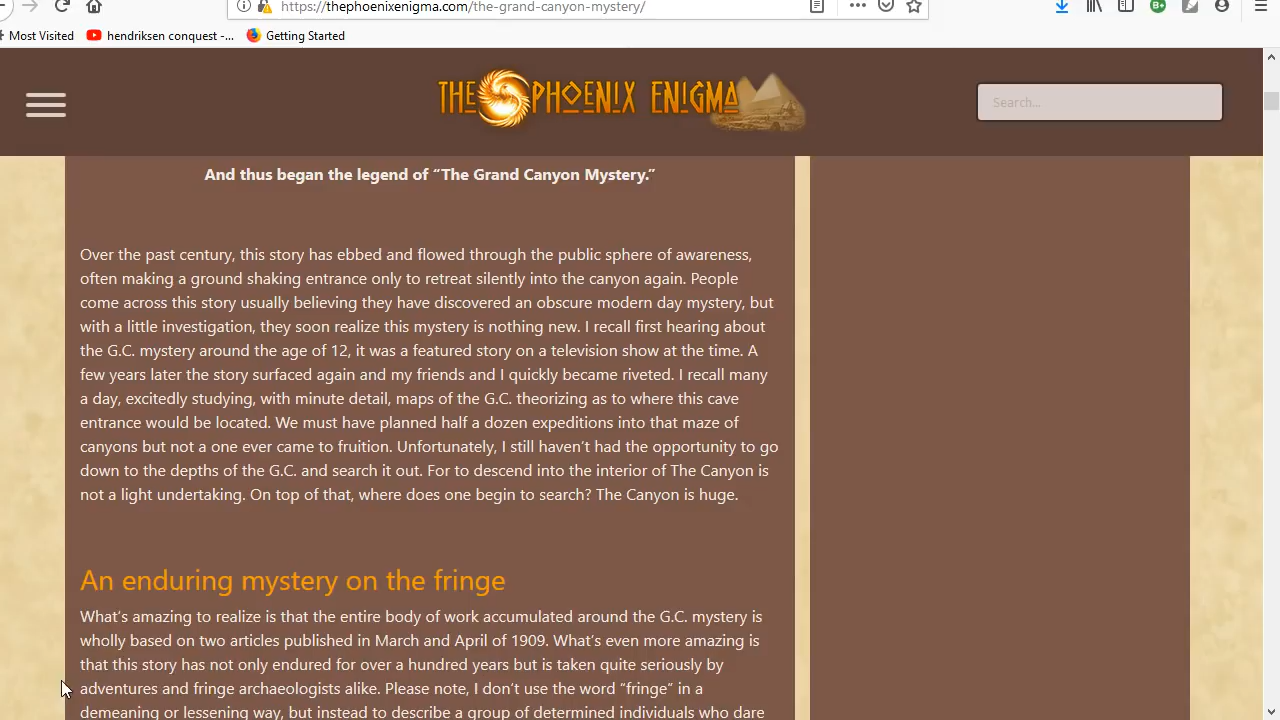 https://thephoenixenigma.com/the-grand-canyon-mystery/
Most Visited
hendriksen conquest -...
Getting Started
THE PHOENIX ENIGMA
Search...
And thus began the legend of “The Grand Canyon Mystery.”
Over the past century, this story has ebbed and flowed through the public sphere of awareness,
often making a ground shaking entrance only to retreat silently into the canyon again. People
come across this story usually believing they have discovered an obscure modern day mystery, but
with a little investigation, they soon realize this mystery is nothing new. I recall first hearing about
the G.C. mystery around the age of 12, it was a featured story on a television show at the time. A
few years later the story surfaced again and my friends and I quickly became riveted. I recall many
a day, excitedly studying, with minute detail, maps of the G.C. theorizing as to where this cave
entrance would be located. We must have planned half a dozen expeditions into that maze of
canyons but not a one ever came to fruition. Unfortunately, I still haven’t had the opportunity to go
down to the depths of the G.C. and search it out. For to descend into the interior of The Canyon is
not a light undertaking. On top of that, where does one begin to search? The Canyon is huge.
An enduring mystery on the fringe
What’s amazing to realize is that the entire body of work accumulated around the G.C. mystery is
wholly based on two articles published in March and April of 1909. What’s even more amazing is
that this story has not only endured for over a hundred years but is taken quite seriously by
adventures and fringe archaeologists alike. Please note, I don’t use the word “fringe” in a
demeaning or lessening way, but instead to describe a group of determined individuals who dare